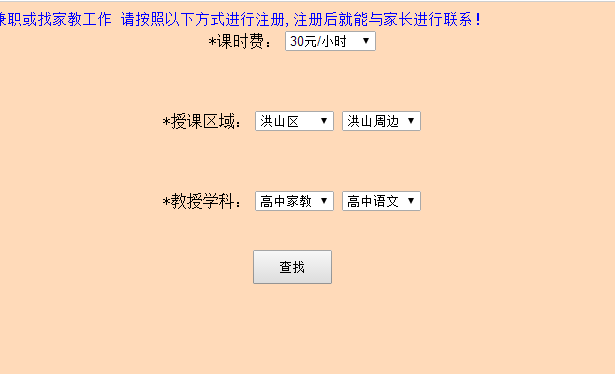 兼职或找家教工作 请按照以下方式进行注册,注册后就能与家长进行联系!
*课时费： 30元/小时
*授课区域： 洪山区 洪山周边
*教授学科： 高中家教 高中语文
查找